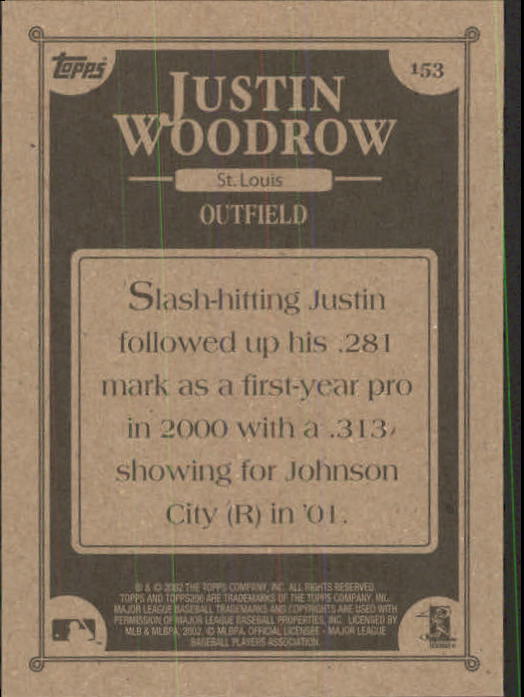 Topps
153
JUSTIN
WOODROW
St. Louis
OUTFIELD
Slash-hitting Justin
followed up his .281
mark as a first-year pro
in 2000 with a .313
showing for Johnson
City (R) in '01.
® & © 2002 THE TOPPS COMPANY, INC. ALL RIGHTS RESERVED.
TOPPS AND TOPPS206 ARE TRADEMARKS OF THE TOPPS COMPANY, INC.
MAJOR LEAGUE BASEBALL TRADEMARKS AND COPYRIGHTS ARE USED WITH
PERMISSION OF MAJOR LEAGUE BASEBALL PROPERTIES, INC. LICENSED BY
MLB & MLBPA, 2002. © MLBPA, OFFICIAL LICENSEE - MAJOR LEAGUE
BASEBALL PLAYERS ASSOCIATION.